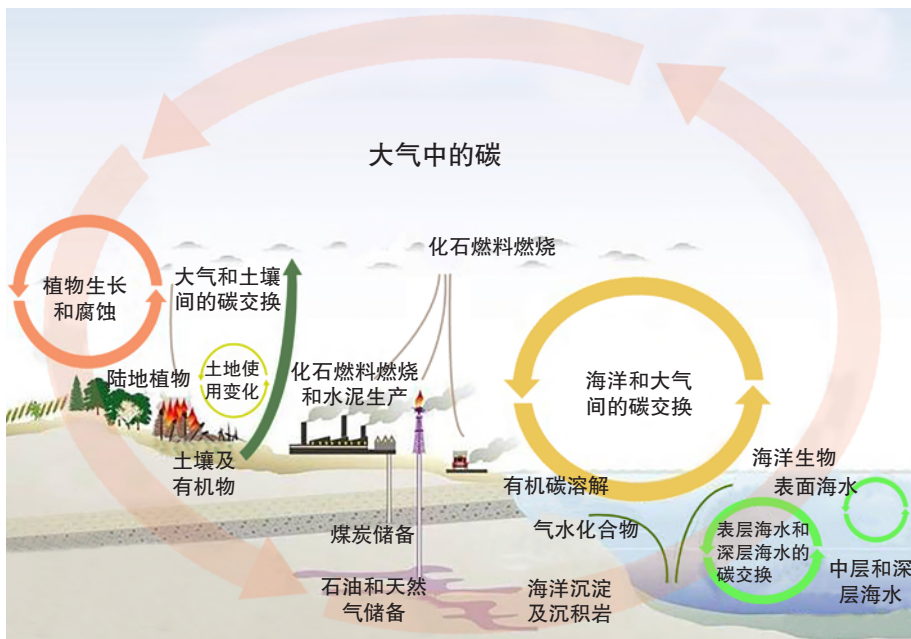 大气中的碳
化石燃料燃烧
植物生长
和腐蚀
大气和土壤
间的碳交换
陆地植物
土地使
用变化
化石燃料燃烧
和水泥生产
海洋和大气
间的碳交换
土壤及
有机物
有机碳溶解
海洋生物
表面海水
煤炭储备
气水化合物
表层海水和
深层海水的
碳交换
石油和天然
气储备
海洋沉淀
及沉积岩
中层和深
层海水